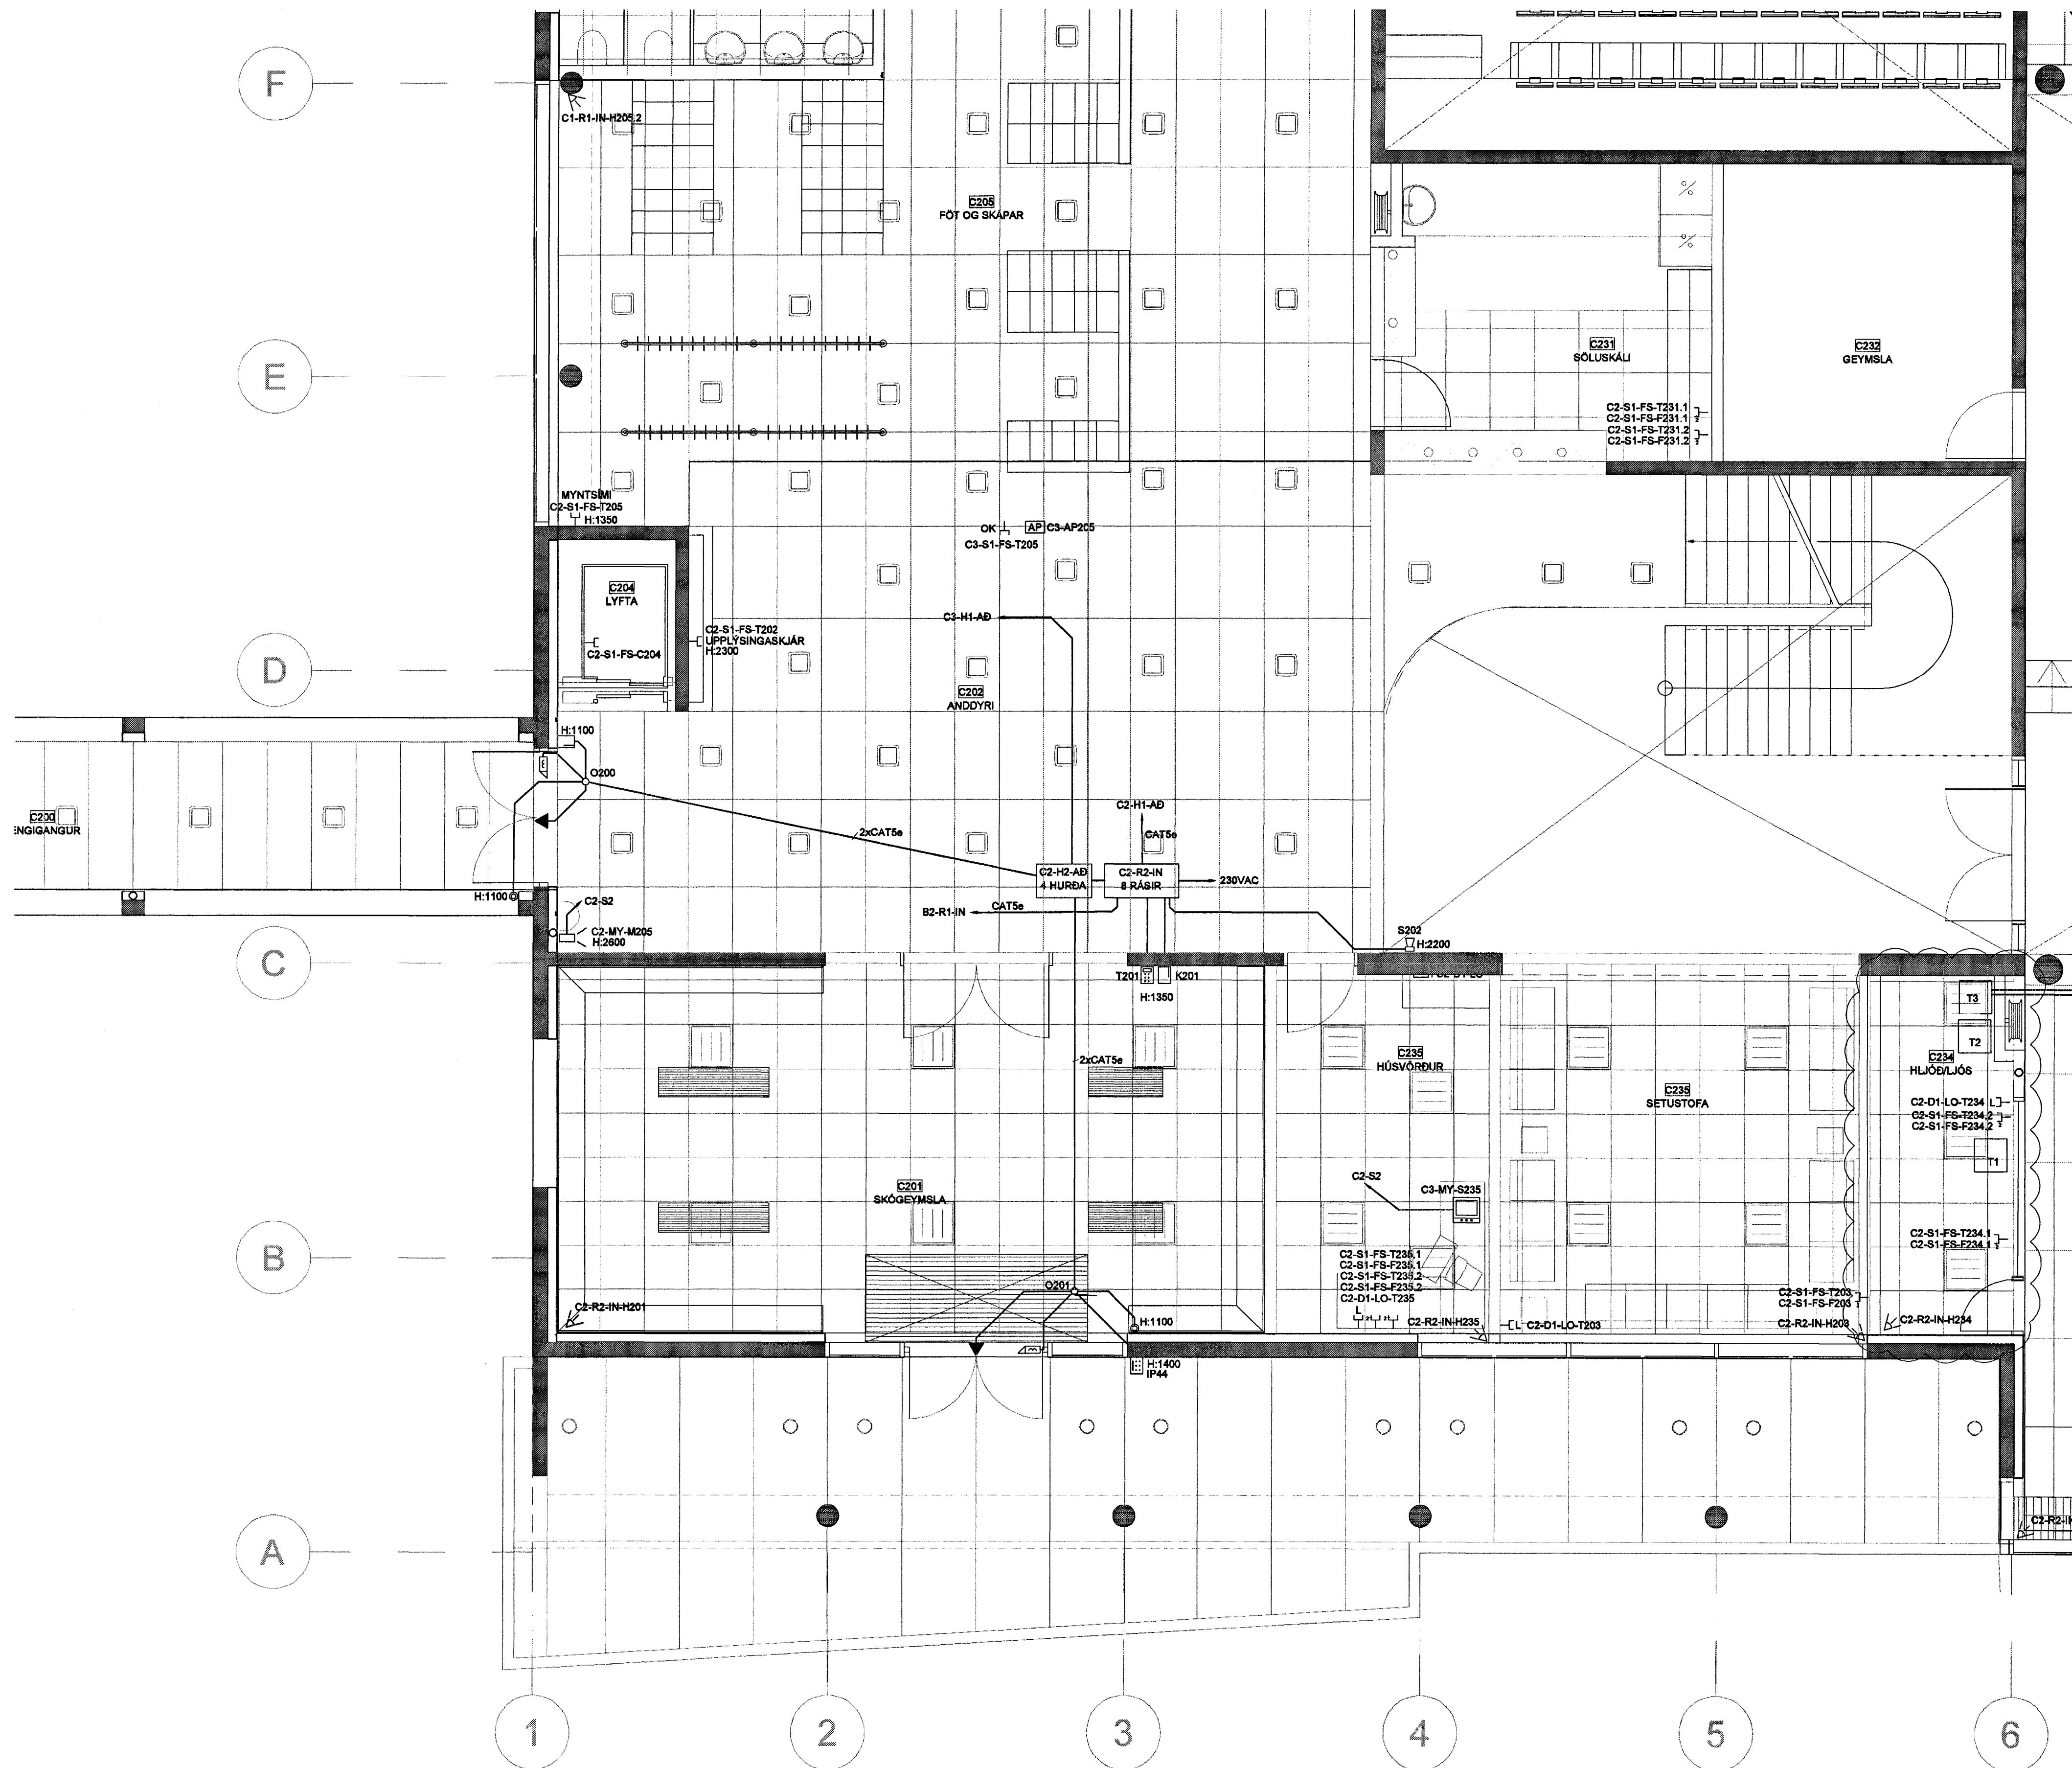 F
C1-R1-IN-H205.2
C205
FÖT OG SKÁPAR
E
C231
SÖLUSKÁLI
C232
GEYMSLA
C2-S1-FS-T231.1
C2-S1-FS-F231.1
C2-S1-FS-T231.2
C2-S1-FS-F231.2
MYNTSÍMI
C2-S1-FS-T205
H:1350
OK
AP C3-AP205
C3-S1-FS-T205
C204
LYFTA
C2-S1-FS-C204
C2-S1-FS-T202
UPPLÝSINGASKJÁR
H:2300
C3-H1-AÐ
D
C202
ANDDYRI
H:1100
O200
C200
ENGIGANGUR
2xCAT5e
C2-H1-AÐ
CAT5e
C2-H2-AÐ
4 HURÐA
C2-R2-IN
8 RÁSIR
230VAC
H:1100
C2-S2
B2-R1-IN
CAT5e
C2-MY-M205
H:2600
S202
H:2200
C
T201
K201
H:1350
T3
T2
2xCAT5e
C235
HÚSVÖRÐUR
C234
HLJÓÐ/LJÓS
C235
SETUSTOFA
C2-D1-LO-T234 L
C2-S1-FS-T234.2
C2-S1-FS-F234.2
T1
C201
SKÓGEYMSLA
C2-S2
C3-MY-S235
B
C2-S1-FS-T234.1
C2-S1-FS-F234.1
C2-S1-FS-T235.1
C2-S1-FS-F235.1
C2-S1-FS-T235.2
C2-S1-FS-F235.2
C2-D1-LO-T235
L
O201
C2-S1-FS-T203
C2-S1-FS-F203
C2-R2-IN-H201
H:1100
C2-R2-IN-H235
L C2-D1-LO-T203
C2-R2-IN-H203
C2-R2-IN-H234
H:1400
IP44
A
C2-R2-IN
1
2
3
4
5
6